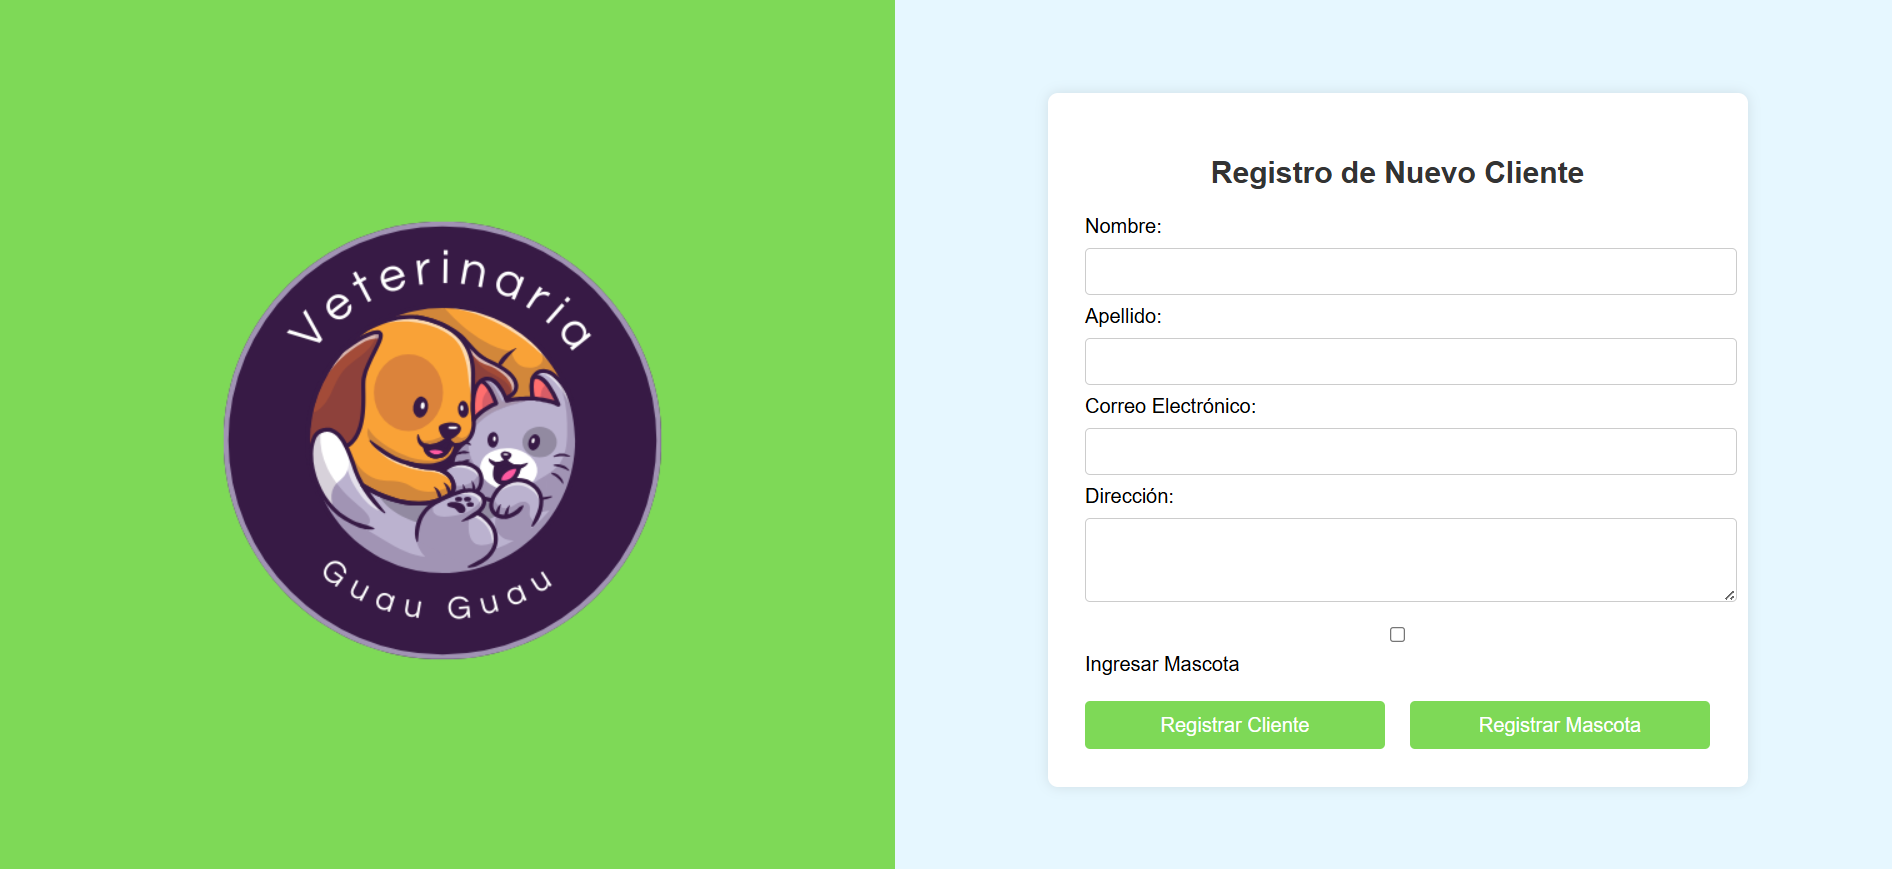 Veterinaria
Guau Guau
Registro de Nuevo Cliente
Nombre:
Apellido:
Correo Electrónico:
Dirección:
Ingresar Mascota
Registrar Cliente
Registrar Mascota